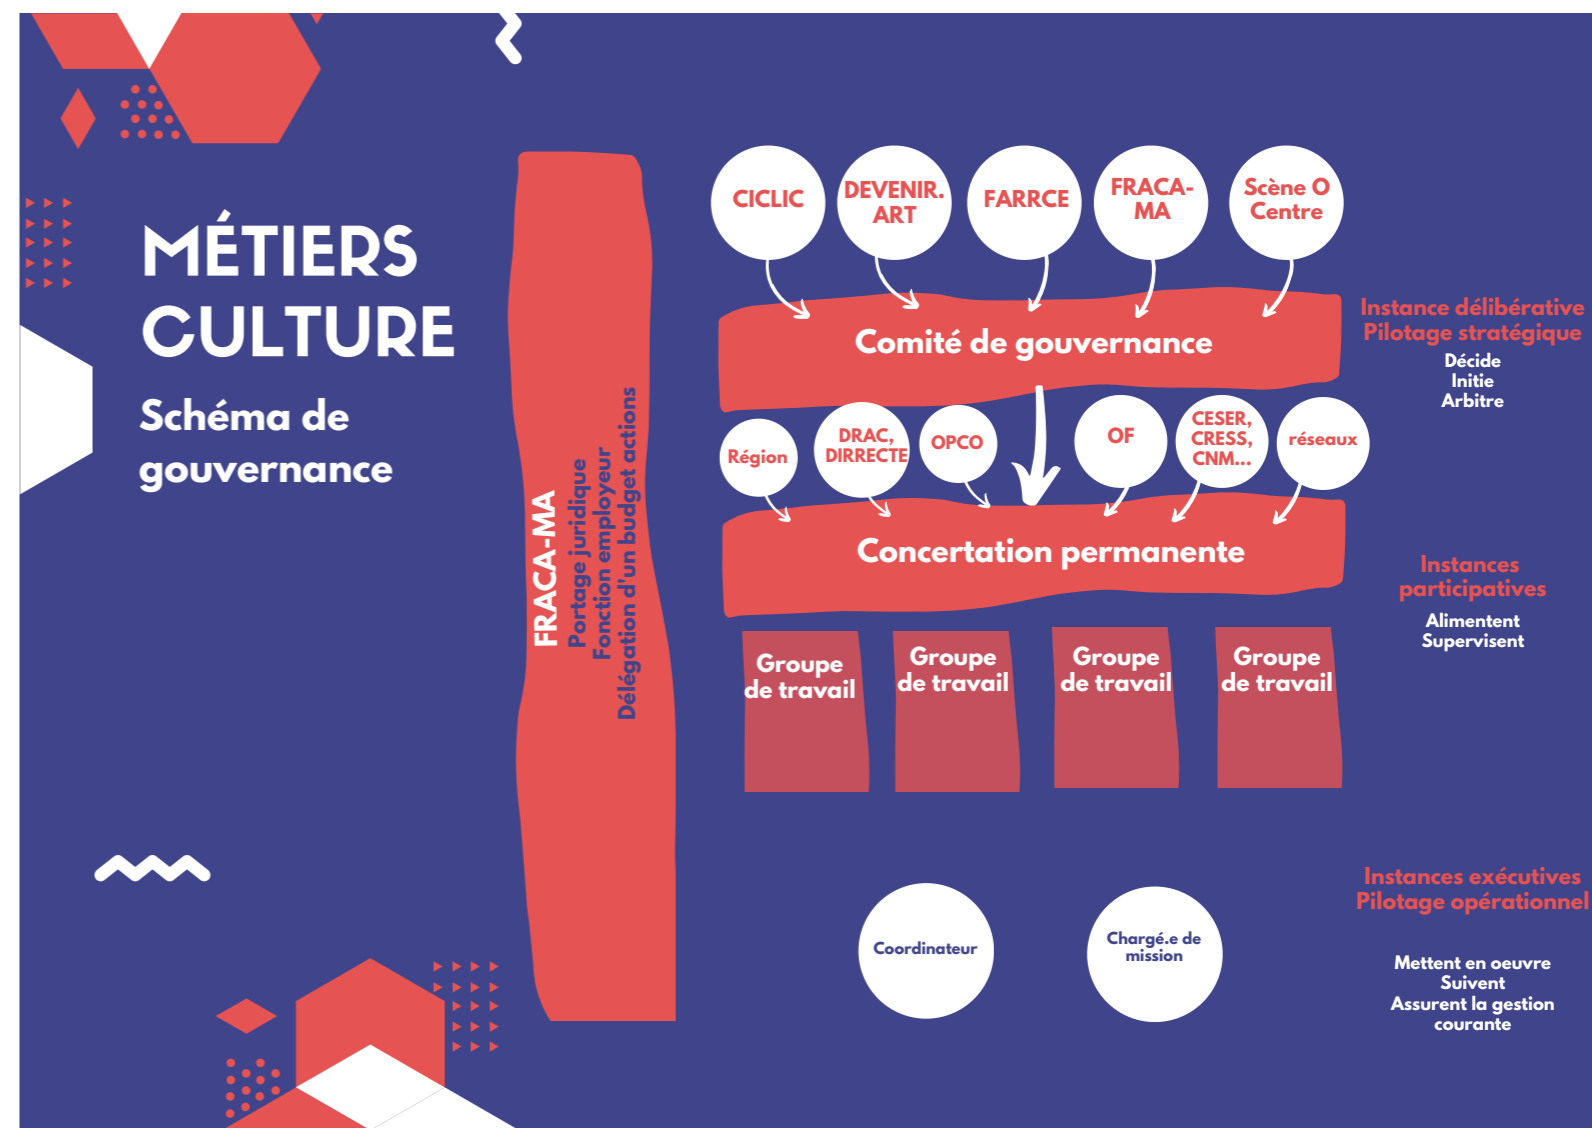 MÉTIERS
CULTURE
Schéma de
gouvernance
FRACA-MA
Portage juridique
Fonction employeur
Délégation d'un budget actions
CICLIC
DEVENIR.
ART
FARRCE
FRACA-
MA
Scène O
Centre
Comité de gouvernance
Instance délibérative
Pilotage stratégique
Décide
Initie
Arbitre
Région
DRAC,
DIRRECTE
OPCO
OF
CESER,
CRESS,
CNM...
réseaux
Concertation permanente
Instances
participatives
Alimentent
Supervisent
Groupe
de travail
Groupe
de travail
Groupe
de travail
Groupe
de travail
Coordinateur
Chargé.e de
mission
Instances exécutives
Pilotage opérationnel
Mettent en oeuvre
Suivent
Assurent la gestion
courante